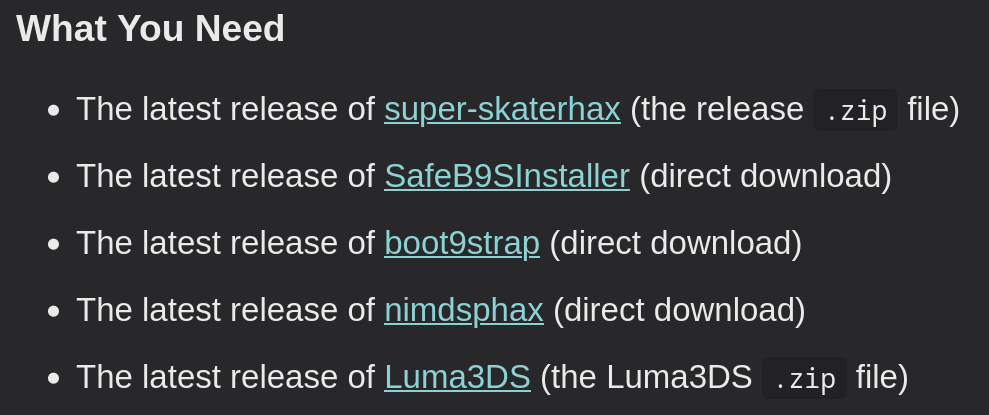 What You Need
• The latest release of super-skaterhax (the release .zip file)
• The latest release of SafeB9SInstaller (direct download)
• The latest release of boot9strap (direct download)
• The latest release of nimdsphax (direct download)
• The latest release of Luma3DS (the Luma3DS .zip file)